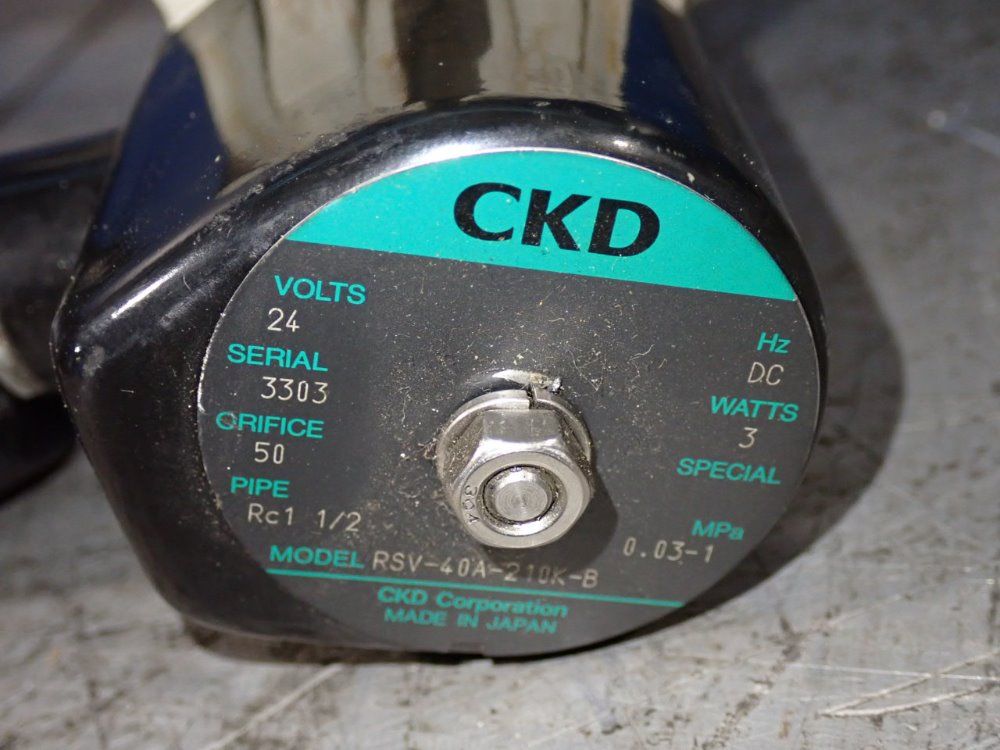 CKD
VOLTS
24
Hz
DC
SERIAL
3303
WATTS
3
ORIFICE
50
SPECIAL
PIPE
Rc1 1/2
MPa
0.03-1
MODEL RSV-40A-210K-B
CKD Corporation
MADE IN JAPAN
304